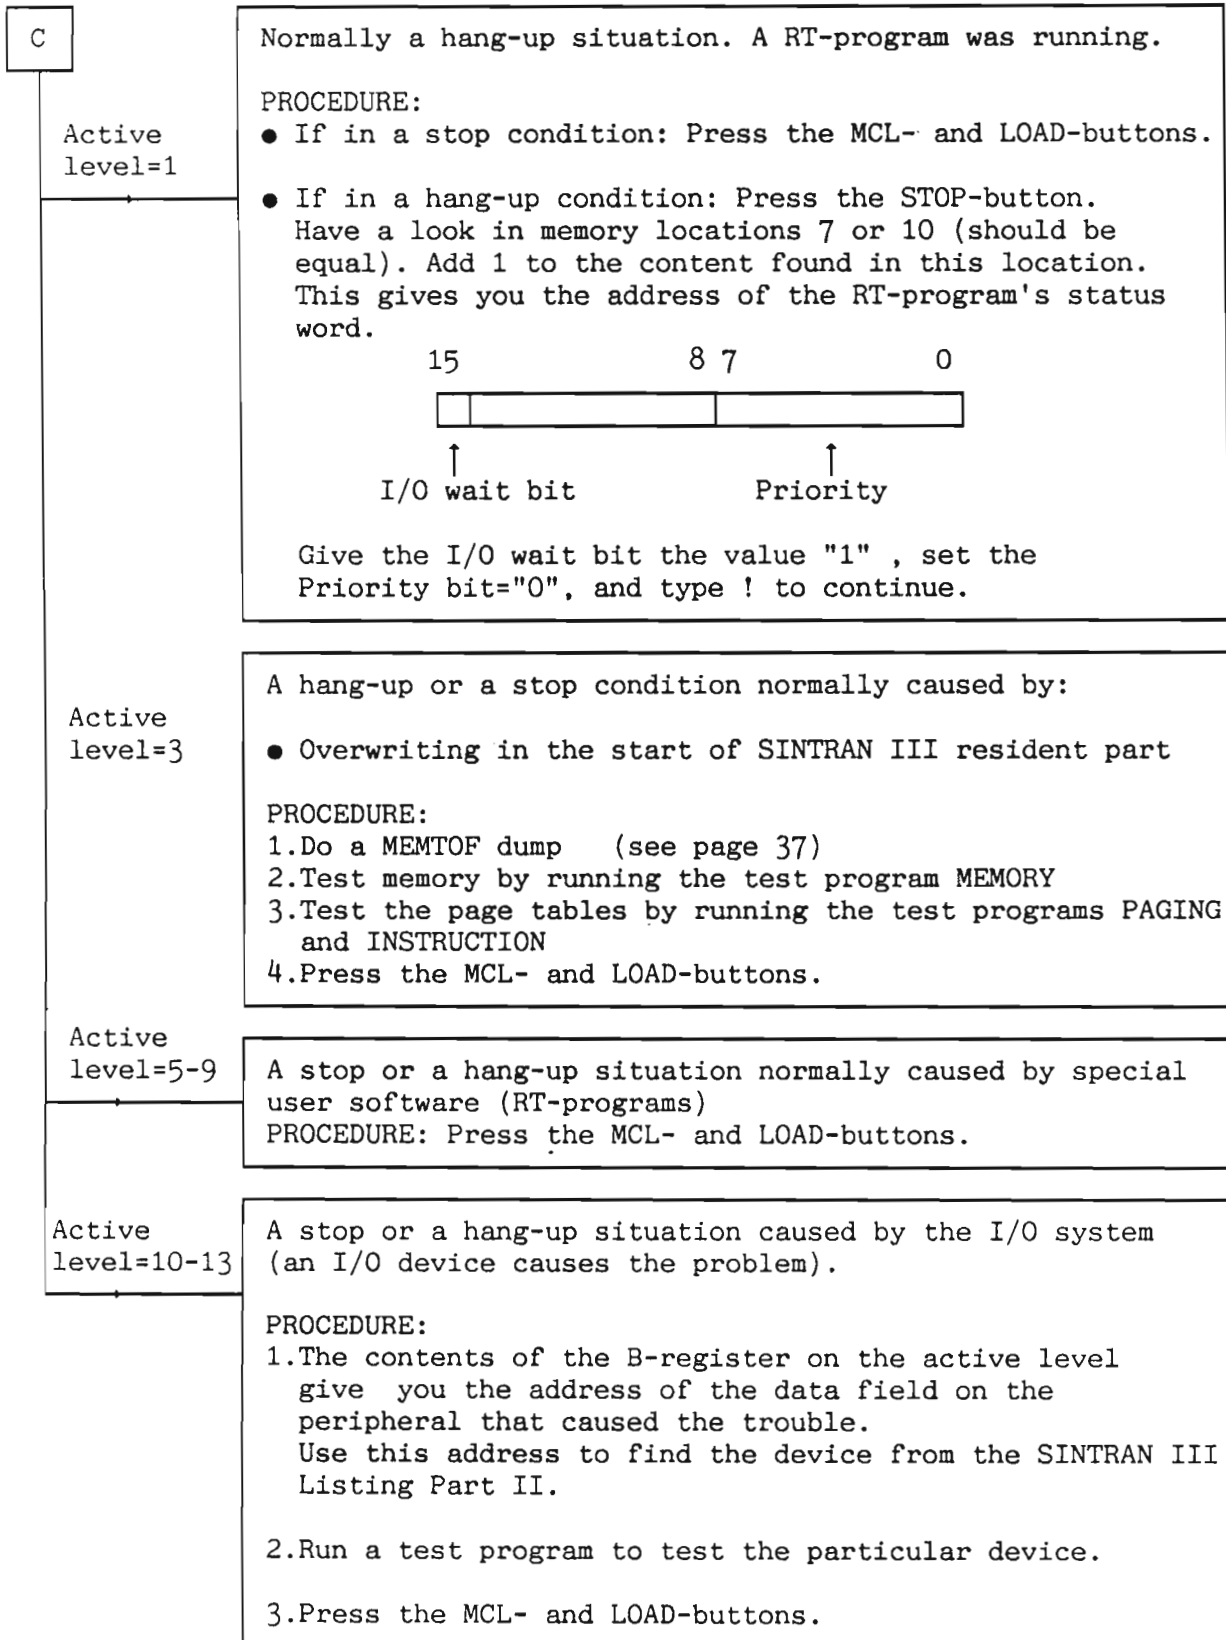 C
Normally a hang-up situation. A RT-program was running.
PROCEDURE:
Active
level=1
● If in a stop condition: Press the MCL- and LOAD-buttons.
● If in a hang-up condition: Press the STOP-button.
Have a look in memory locations 7 or 10 (should be
equal). Add 1 to the content found in this location.
This gives you the address of the RT-program's status
word.
15 8 7 0
↑ ↑
I/O wait bit Priority
Give the I/O wait bit the value "1" , set the
Priority bit="0", and type ! to continue.
Active
level=3
A hang-up or a stop condition normally caused by:
● Overwriting in the start of SINTRAN III resident part
PROCEDURE:
1.Do a MEMTOF dump (see page 37)
2.Test memory by running the test program MEMORY
3.Test the page tables by running the test programs PAGING
and INSTRUCTION
4.Press the MCL- and LOAD-buttons.
Active
level=5-9
A stop or a hang-up situation normally caused by special
user software (RT-programs)
PROCEDURE: Press the MCL- and LOAD-buttons.
Active
level=10-13
A stop or a hang-up situation caused by the I/O system
(an I/O device causes the problem).
PROCEDURE:
1.The contents of the B-register on the active level
give you the address of the data field on the
peripheral that caused the trouble.
Use this address to find the device from the SINTRAN III
Listing Part II.
2.Run a test program to test the particular device.
3.Press the MCL- and LOAD-buttons.